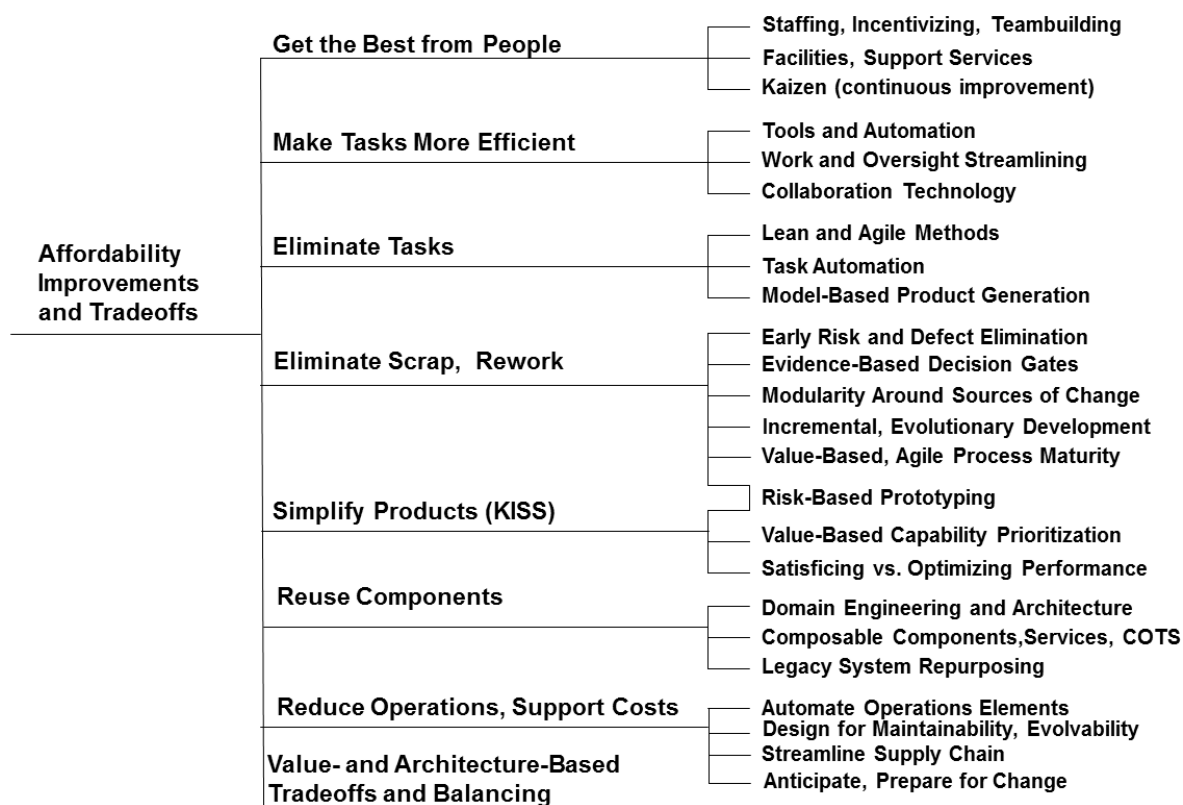 Affordability
Improvements
and Tradeoffs
Get the Best from People
Staffing, Incentivizing, Teambuilding
Facilities, Support Services
Kaizen (continuous improvement)
Make Tasks More Efficient
Tools and Automation
Work and Oversight Streamlining
Collaboration Technology
Eliminate Tasks
Lean and Agile Methods
Task Automation
Model-Based Product Generation
Eliminate Scrap, Rework
Early Risk and Defect Elimination
Evidence-Based Decision Gates
Modularity Around Sources of Change
Incremental, Evolutionary Development
Value-Based, Agile Process Maturity
Risk-Based Prototyping
Simplify Products (KISS)
Value-Based Capability Prioritization
Satisficing vs. Optimizing Performance
Reuse Components
Domain Engineering and Architecture
Composable Components,Services, COTS
Legacy System Repurposing
Reduce Operations, Support Costs
Automate Operations Elements
Design for Maintainability, Evolvability
Streamline Supply Chain
Anticipate, Prepare for Change
Value- and Architecture-Based
Tradeoffs and Balancing